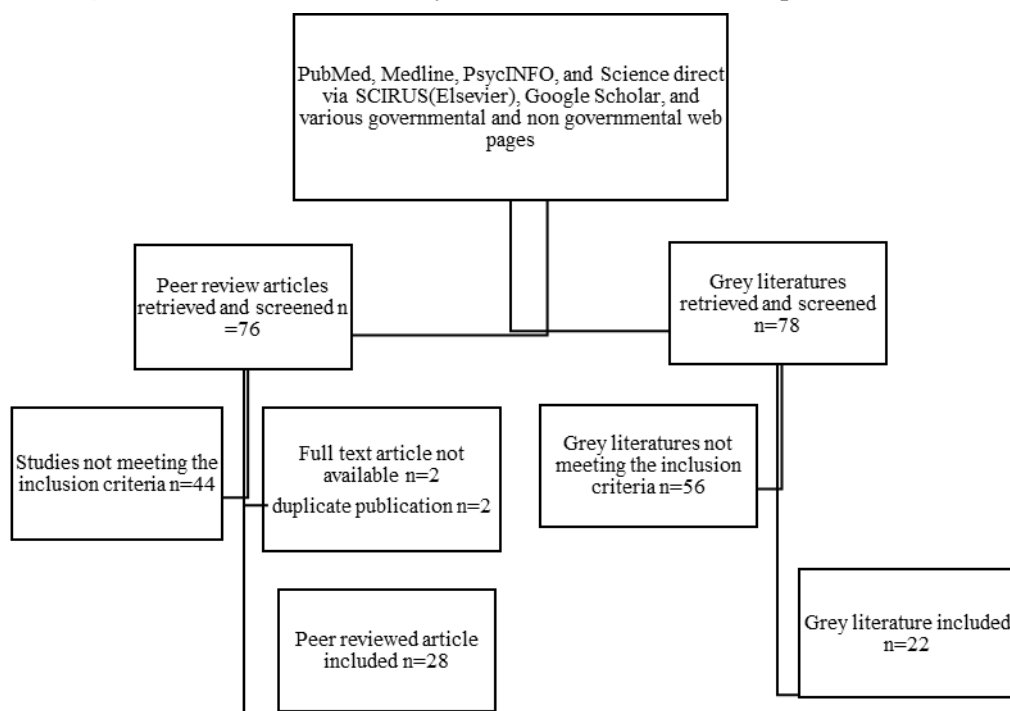 PubMed, Medline, PsycINFO, and Science direct
via SCIRUS(Elsevier), Google Scholar, and
various governmental and non governmental web
pages
Peer review articles
retrieved and screened n
=76
Grey literatures
retrieved and screened
n=78
Studies not meeting the
inclusion criteria n=44
Full text article not
available n=2
duplicate publication n=2
Grey literatures not
meeting the inclusion
criteria n=56
Peer reviewed article
included n=28
Grey literature included
n=22